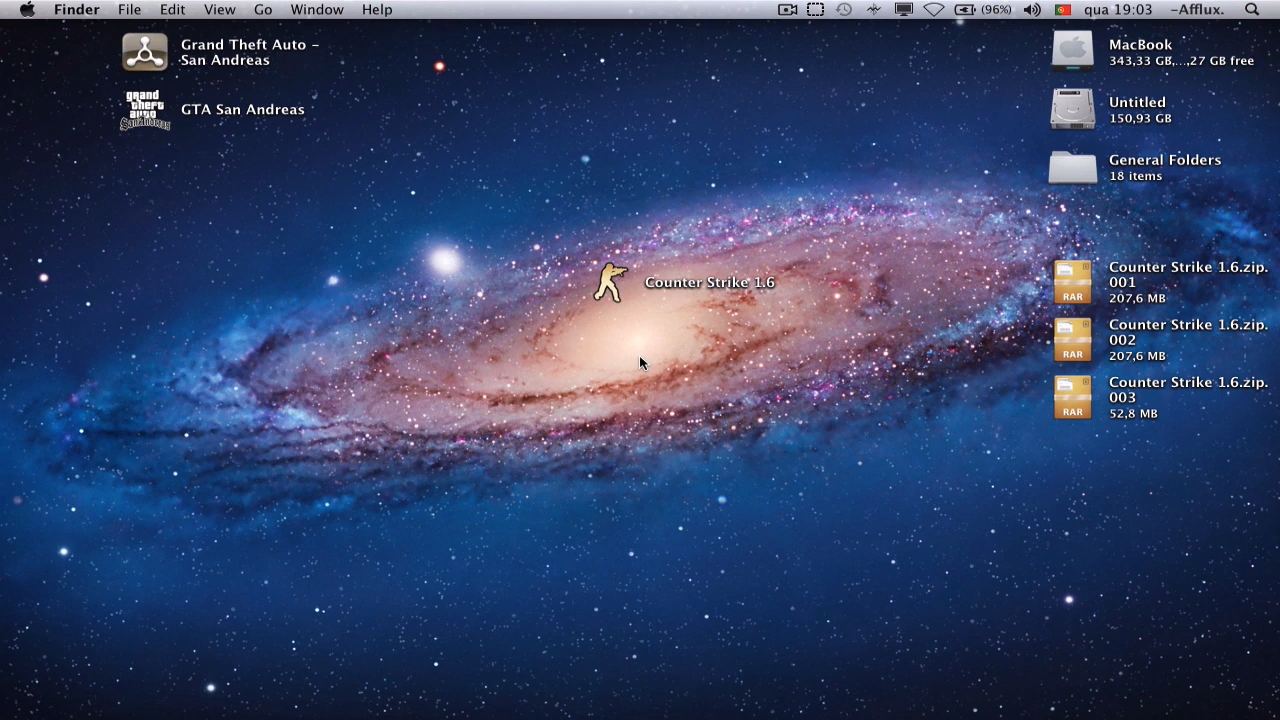 Finder File Edit View Go Window Help (96%) qua 19:03 ~Afflux.
Grand Theft Auto –
San Andreas
grand
theft
auto
SanAndreas
GTA San Andreas
MacBook
343,33 GB,...,27 GB free
Untitled
150,93 GB
General Folders
18 items
Counter Strike 1.6
Counter Strike 1.6.zip.
001
207,6 MB
RAR
Counter Strike 1.6.zip.
002
207,6 MB
RAR
Counter Strike 1.6.zip.
003
52,8 MB
RAR